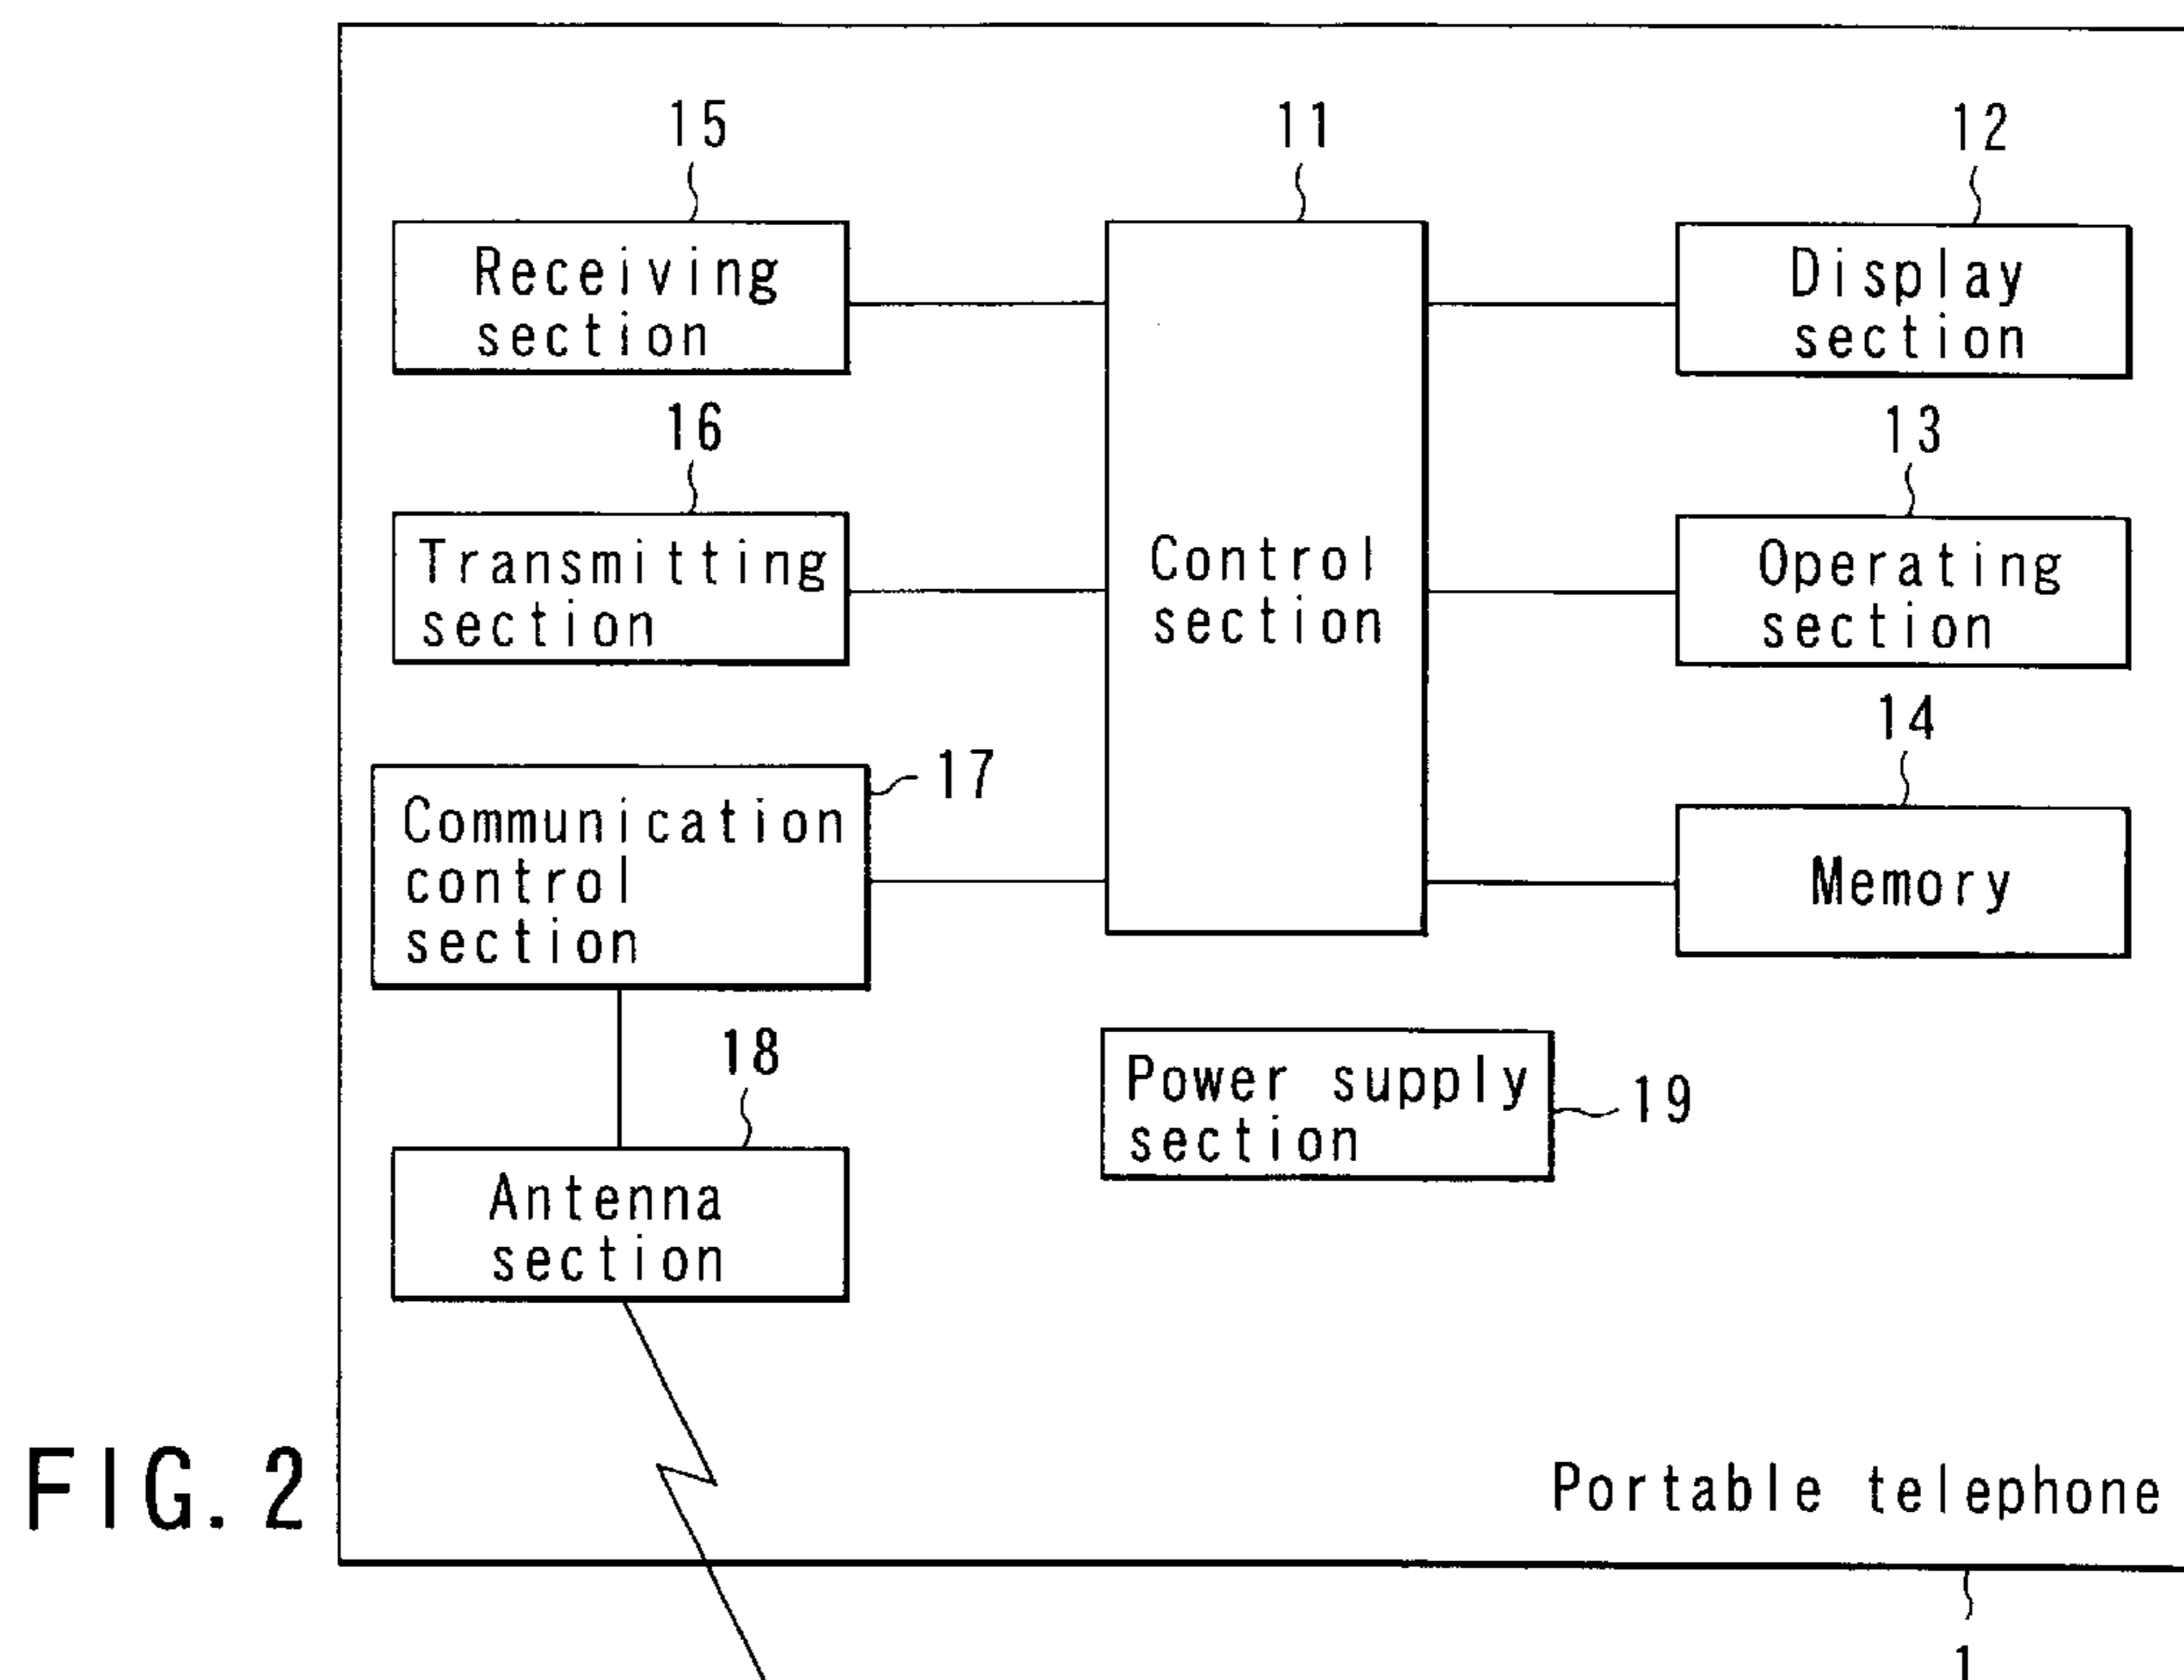 15
11
12
Receiving
section
Display
section
16
13
Transmitting
section
Control
section
Operating
section
17
14
Communication
control
section
Memory
18
Power supply
section
19
Antenna
section
FIG. 2
Portable telephone
1